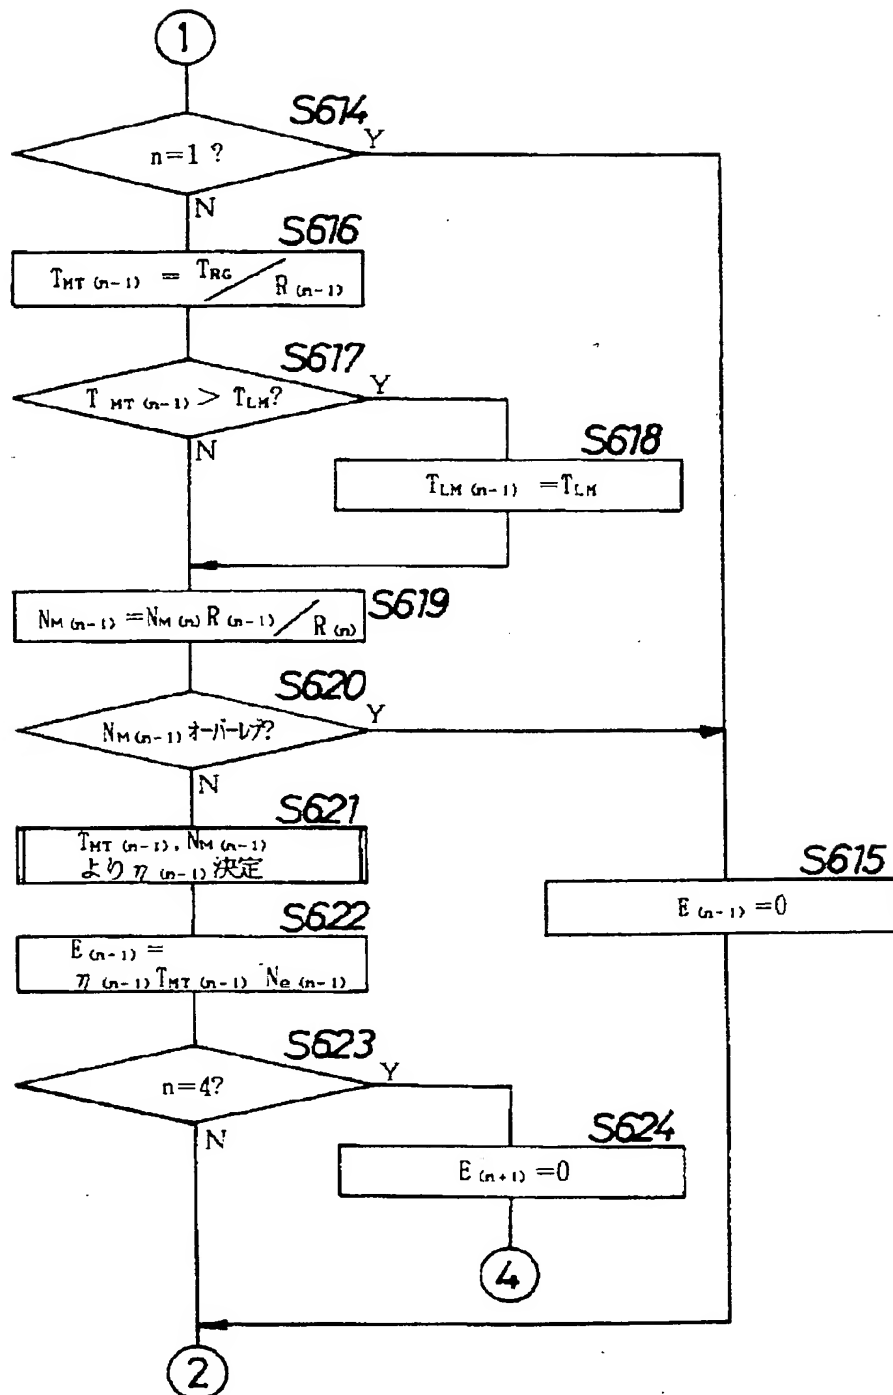 1
S614
n=1?
Y
N
S616
T_MT(n-1) = T_RG / R(n-1)
S617
T_MT(n-1) > T_LM?
Y
N
S618
T_LM(n-1) = T_LM
N_M(n-1) = N_M(n) R(n-1) / R(n)
S619
S620
N_M(n-1) オーバーレブ?
Y
N
S621
T_MT(n-1), N_M(n-1)
より η(n-1) 決定
S615
E(n-1) = 0
S622
E(n-1) =
η(n-1) T_MT(n-1) N_e(n-1)
S623
n=4?
Y
N
S624
E(n+1) = 0
4
2